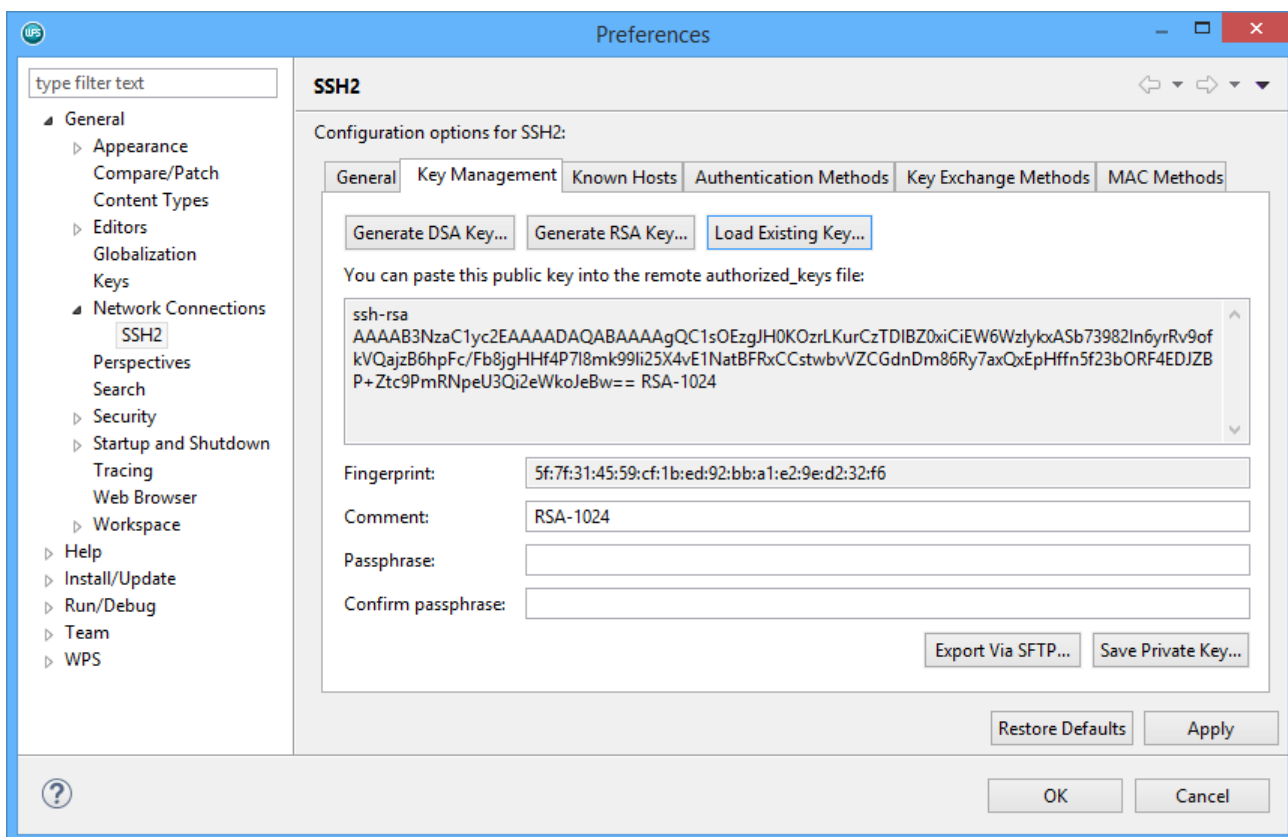 WPS
Preferences
type filter text
General
Appearance
Compare/Patch
Content Types
Editors
Globalization
Keys
Network Connections
SSH2
Perspectives
Search
Security
Startup and Shutdown
Tracing
Web Browser
Workspace
Help
Install/Update
Run/Debug
Team
WPS
SSH2
Configuration options for SSH2:
General Key Management Known Hosts Authentication Methods Key Exchange Methods MAC Methods
Generate DSA Key... Generate RSA Key... Load Existing Key...
You can paste this public key into the remote authorized_keys file:
ssh-rsa
AAAAB3NzaC1yc2EAAAADAQABAAAAgQC1sOEzgJH0KOzrLKurCzTDIBZ0xiCiEW6WzIykxASb73982In6yrRv9of
kVQajzB6hpFc/Fb8jgHHf4P7I8mk99Ii25X4vE1NatBFRxCCstwbvVZCGdnDm86Ry7axQxEpHffn5f23bORF4EDJZB
P+Ztc9PmRNpeU3Qi2eWkoJeBw== RSA-1024
Fingerprint: 5f:7f:31:45:59:cf:1b:ed:92:bb:a1:e2:9e:d2:32:f6
Comment: RSA-1024
Passphrase:
Confirm passphrase:
Export Via SFTP... Save Private Key...
Restore Defaults Apply
? OK Cancel